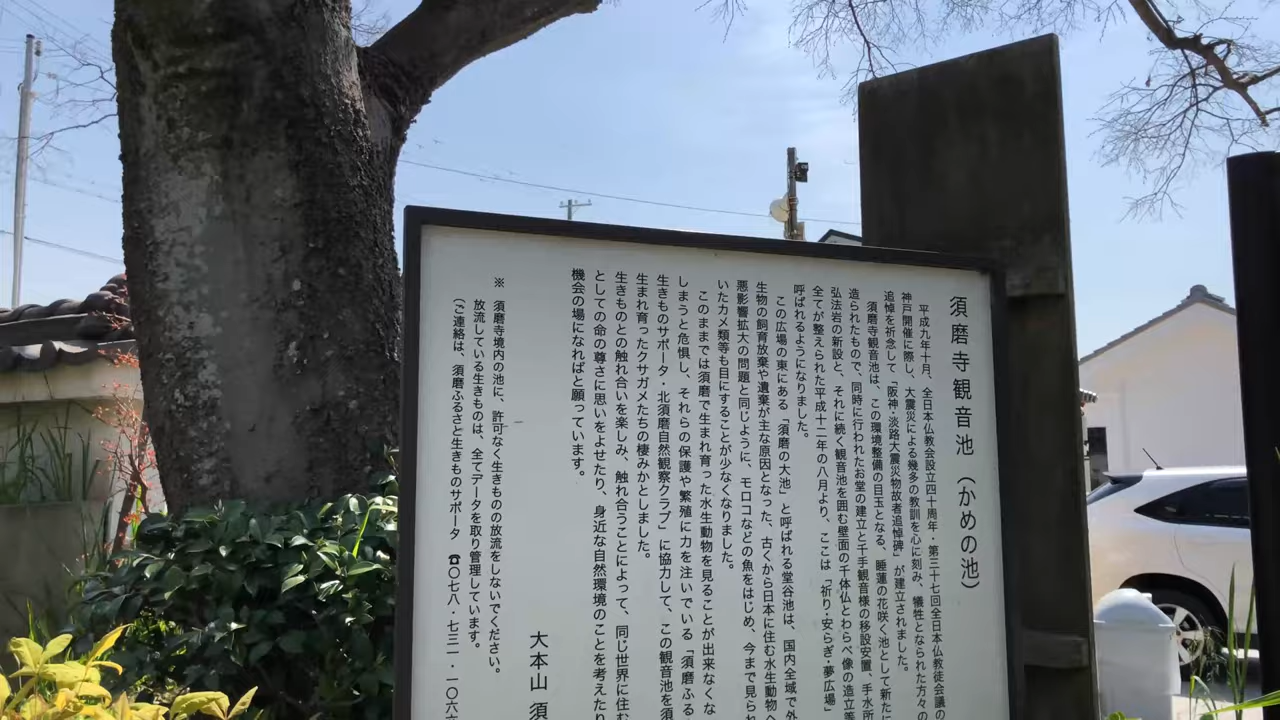 須磨寺観音池（かめの池）
平成九年十月、全日本仏教会設立四十周年・第三十七回全日本仏教徒会議の
神戸開催に際し、大震災による幾多の教訓を心に刻み、犠牲となられた方々の
追悼を祈念して「阪神・淡路大震災物故者追悼碑」が建立されました。
須磨寺観音池は、この環境整備の目玉となる、睡蓮の花咲く池として新たに
造られたもので、同時に行われたお堂の建立と千手観音様の移設安置、手水所
弘法岩の新設と、それに続く観音池を囲む壁面の千体仏とわらべ像の造立等
全てが整えられた平成十二年の八月より、ここは「祈り・安らぎ・夢広場」
呼ばれるようになりました。
この広場の東にある「須磨の大池」と呼ばれる堂谷池は、国内全域で外
生物の飼育放棄や遺棄が主な原因となった、古くから日本に住む水生動物へ
悪影響拡大の問題と同じように、モロコなどの魚をはじめ、今まで見られ
いたカメ類等も目にすることが少なくなりました。
このままでは須磨で生まれ育った水生動物を見ることが出来なくな
しまうと危惧し、それらの保護や繁殖に力を注いでいる「須磨ふる
生きものサポータ・北須磨自然観察クラブ」に協力して、この観音池を須
生まれ育ったクサガメたちの棲みかとしました。
生きものとの触れ合いを楽しみ、触れ合うことによって、同じ世界に住む
としての命の尊さに思いをよせたり、身近な自然環境のことを考えたり
機会の場になればと願っています。
大本山 須
※ 須磨寺境内の池に、許可なく生きものの放流をしないでください。
放流している生きものは、全てデータを取り管理しています。
（ご連絡は、須磨ふるさと生きものサポータ ☎〇七八・七三一・一〇六